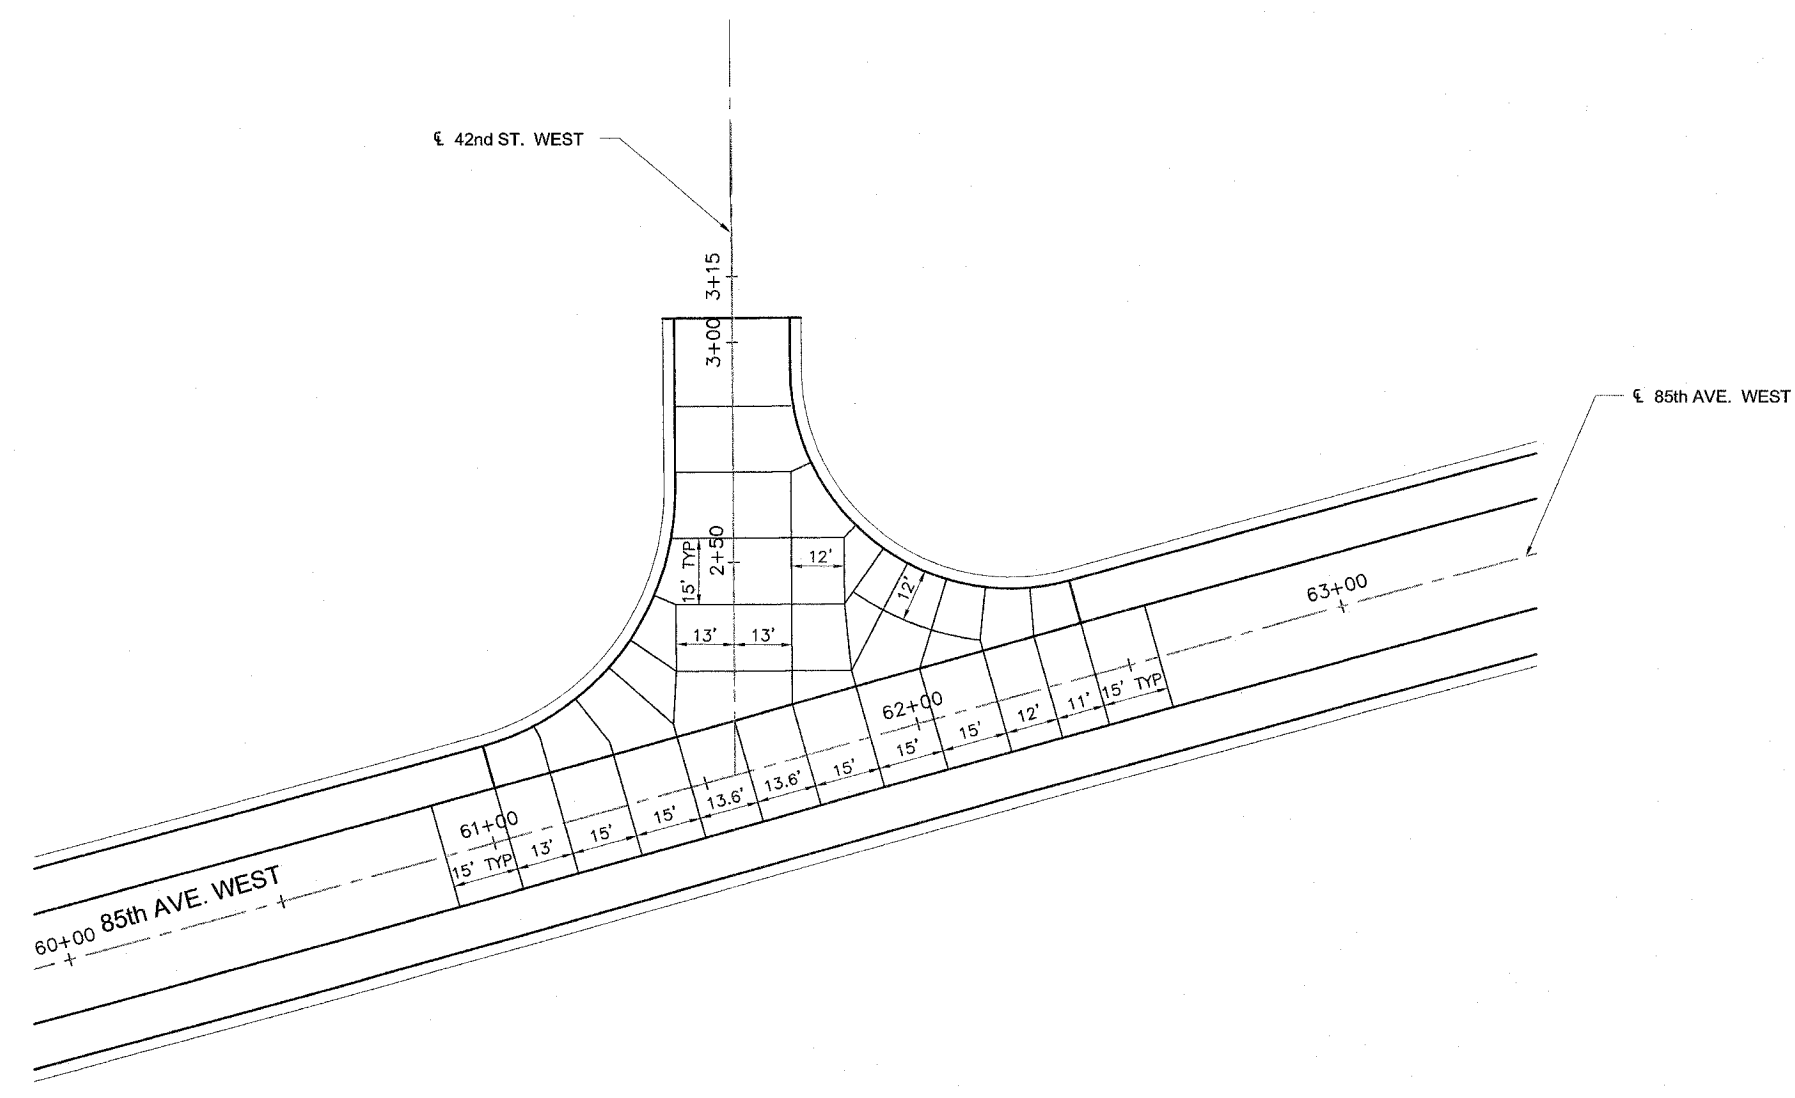 ℄ 42nd ST. WEST
3+15
3+00
℄ 85th AVE. WEST
2+50
15' TYP
12'
12'
13' 13'
63+00
62+00
61+00
15' TYP 13' 15' 15' 13.6' 13.6' 15' 15' 15' 12' 11' 15' TYP
60+00 85th AVE. WEST